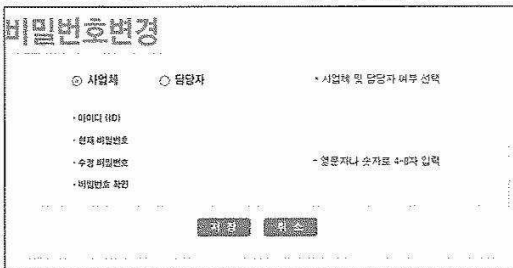 비밀번호변경
사업체 담당자 * 사업체 및 담당자 여부 선택
· 아이디 (ID)
· 현재 비밀번호
· 수정 비밀번호 - 영문자나 숫자로 4-8자 입력
· 비밀번호 확인
저장 취소